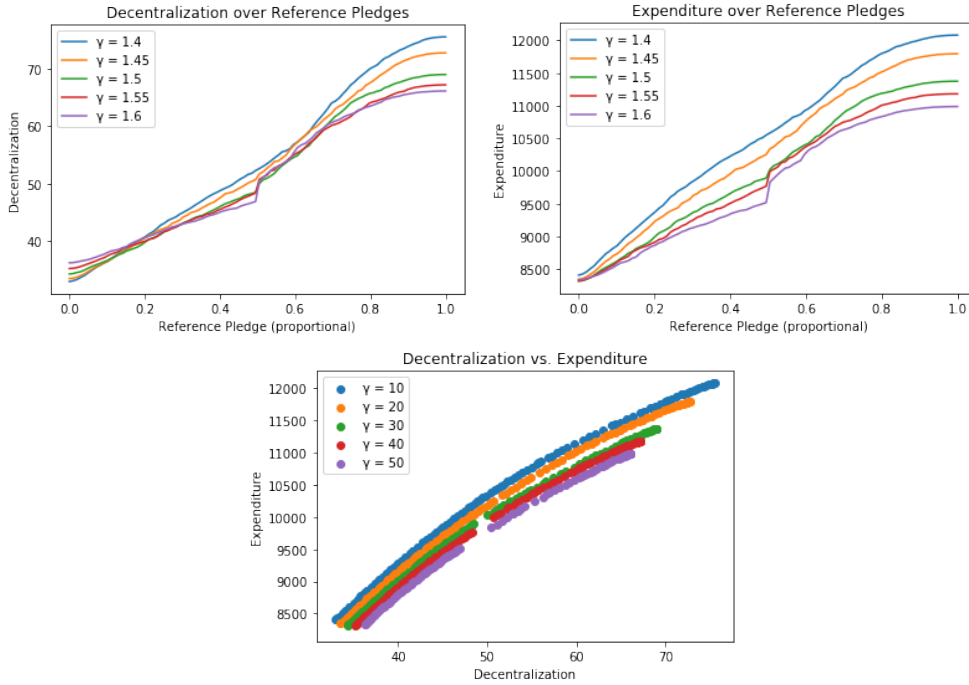 Decentralization over Reference Pledges
γ = 1.4
γ = 1.45
γ = 1.5
γ = 1.55
γ = 1.6
70
60
50
40
Decentralization
0.0 0.2 0.4 0.6 0.8 1.0
Reference Pledge (proportional)
Expenditure over Reference Pledges
γ = 1.4
γ = 1.45
γ = 1.5
γ = 1.55
γ = 1.6
12000
11500
11000
10500
10000
9500
9000
8500
Expenditure
0.0 0.2 0.4 0.6 0.8 1.0
Reference Pledge (proportional)
Decentralization vs. Expenditure
γ = 10
γ = 20
γ = 30
γ = 40
γ = 50
12000
11500
11000
10500
10000
9500
9000
8500
Expenditure
40 50 60 70
Decentralization